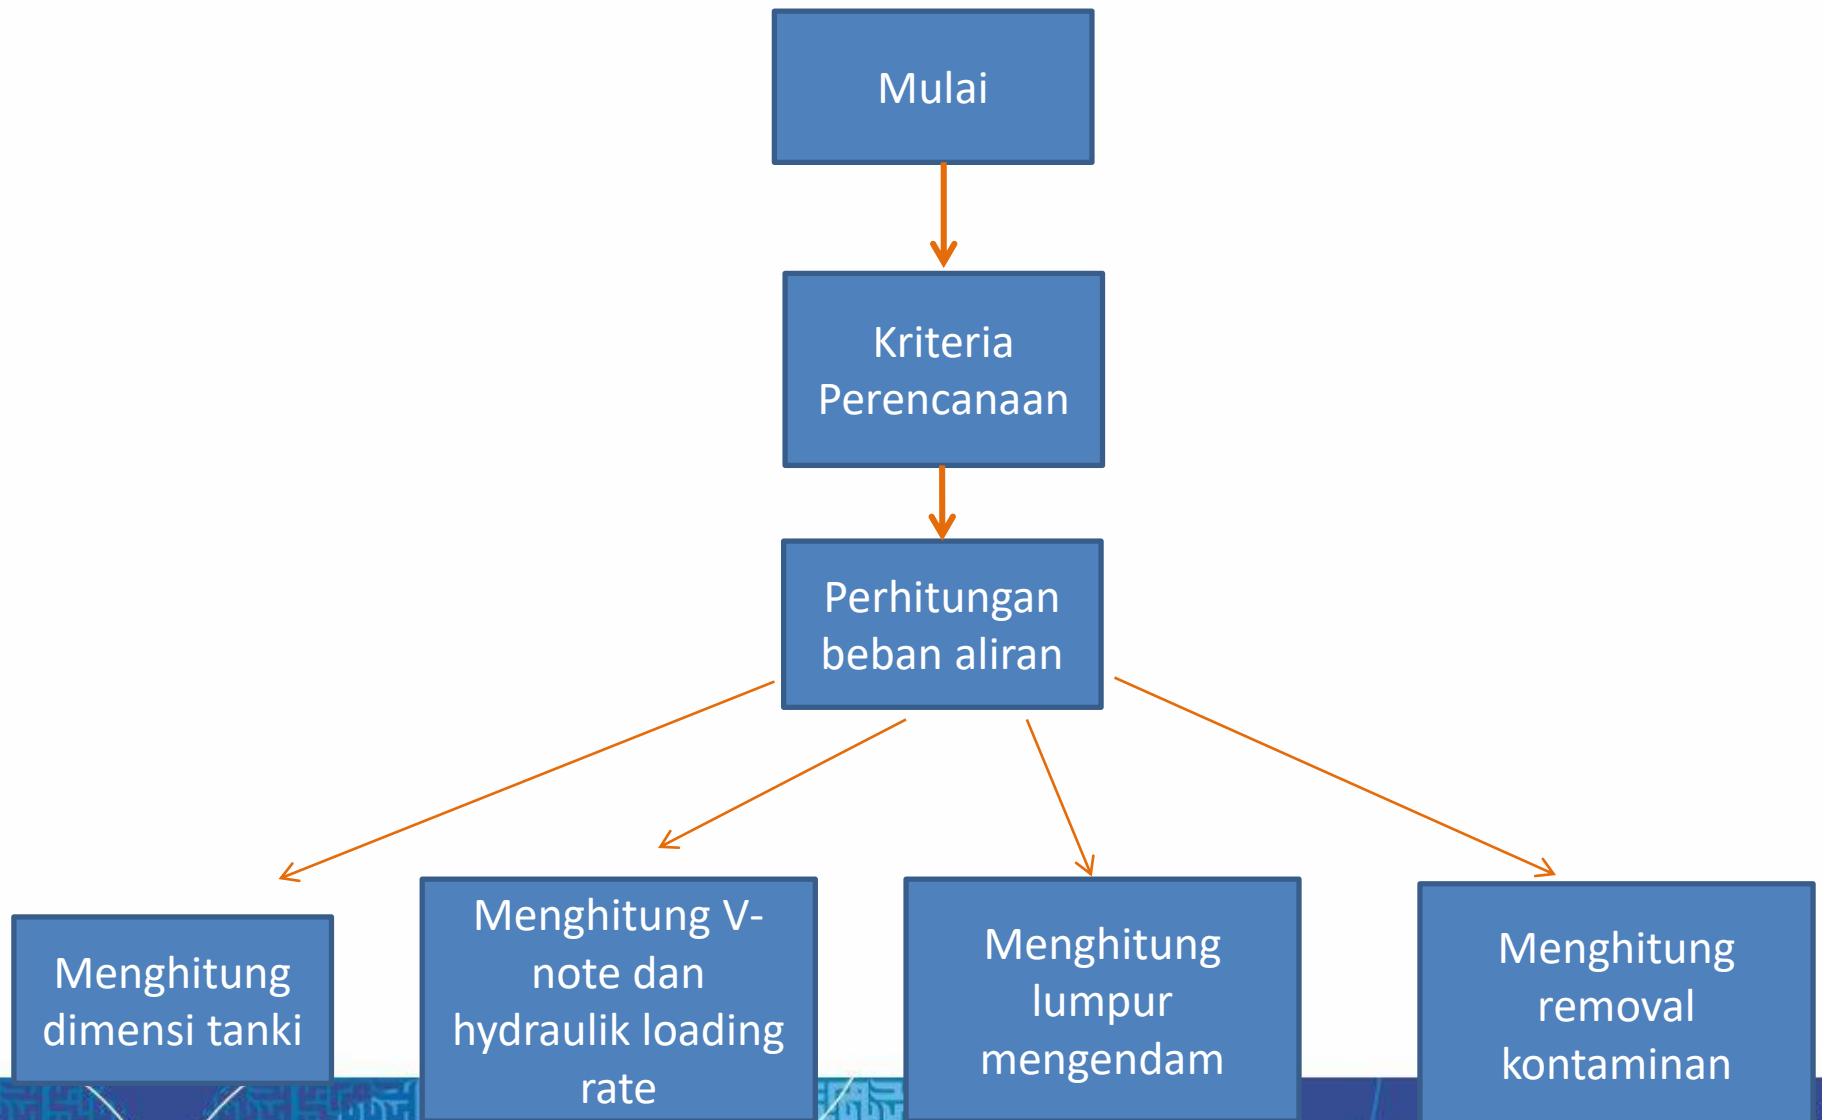 Mulai
Kriteria
Perencanaan
Perhitungan
beban aliran
Menghitung
dimensi tanki
Menghitung V-
note dan
hydraulik loading
rate
Menghitung
lumpur
mengendam
Menghitung
removal
kontaminan